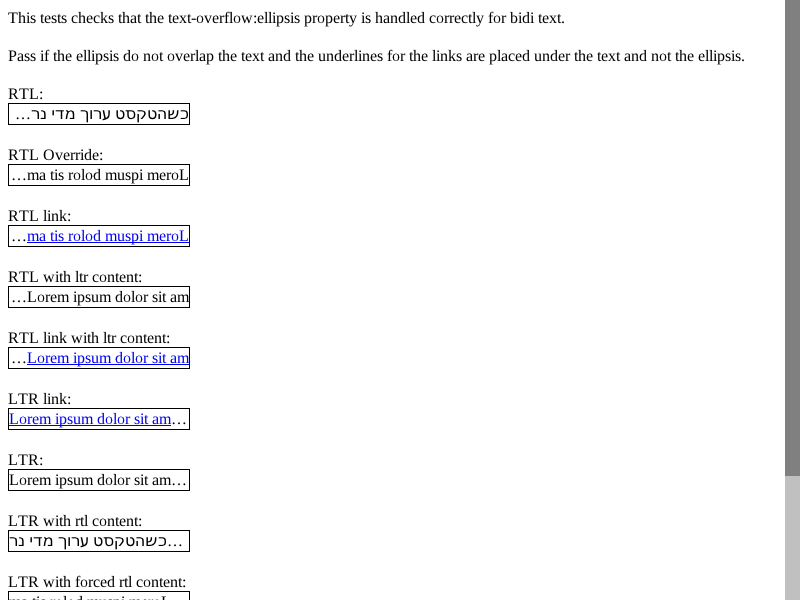 This tests checks that the text-overflow:ellipsis property is handled correctly for bidi text.
Pass if the ellipsis do not overlap the text and the underlines for the links are placed under the text and not the ellipsis.
RTL:
כשהטקסט ערוך מדי נר…
RTL Override:
…ma tis rolod muspi meroL
RTL link:
…ma tis rolod muspi meroL
RTL with ltr content:
…Lorem ipsum dolor sit am
RTL link with ltr content:
…Lorem ipsum dolor sit am
LTR link:
Lorem ipsum dolor sit am…
LTR:
Lorem ipsum dolor sit am…
LTR with rtl content:
כשהטקסט ערוך מדי נר…
LTR with forced rtl content:
ma tis rolod muspi meroL…